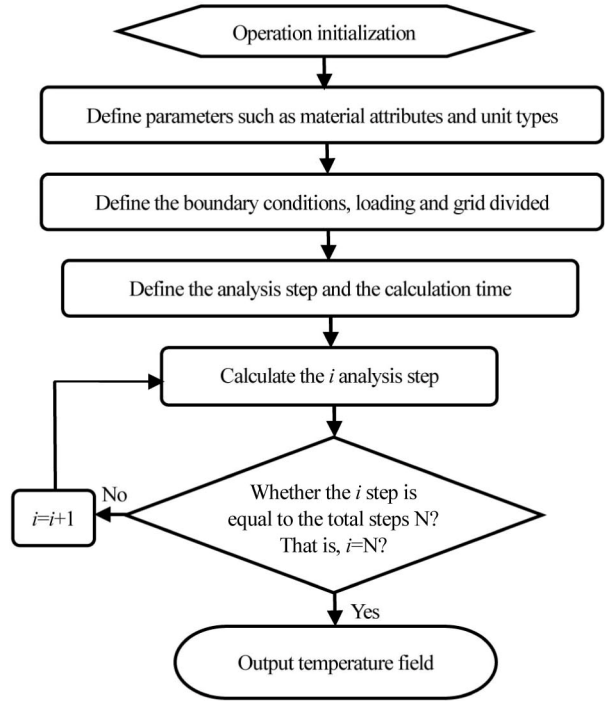 Operation initialization
Define parameters such as material attributes and unit types
Define the boundary conditions, loading and grid divided
Define the analysis step and the calculation time
Calculate the i analysis step
No
i=i+1
Whether the i step is
equal to the total steps N?
That is, i=N?
Yes
Output temperature field